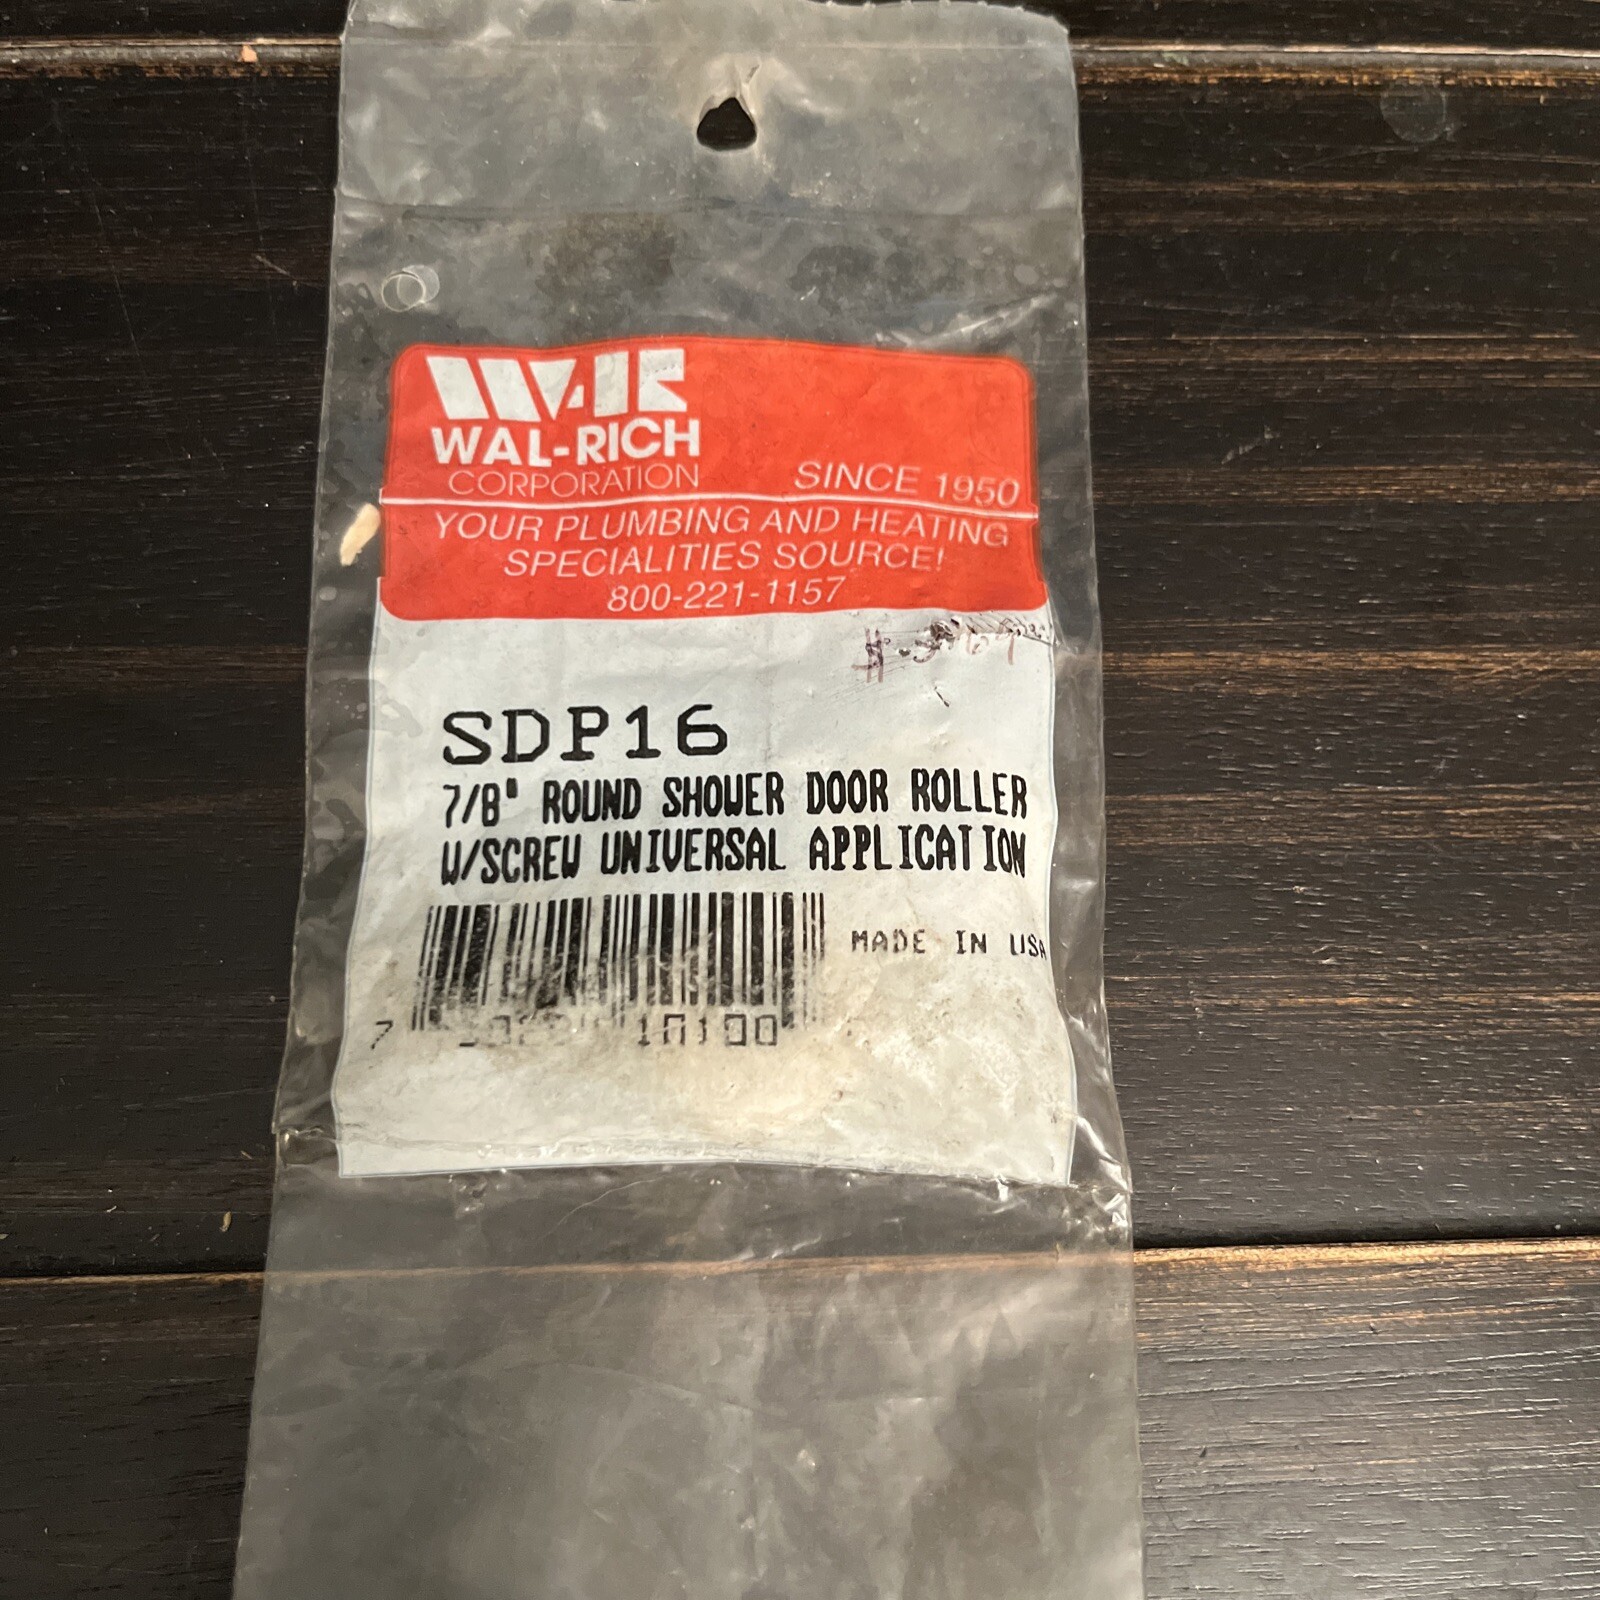 WAL-RICH
CORPORATION
SINCE 1950
YOUR PLUMBING AND HEATING
SPECIALITIES SOURCE!
800-221-1157
SDP16
7/8" ROUND SHOWER DOOR ROLLER
W/SCREW UNIVERSAL APPLICATION
MADE IN USA
7